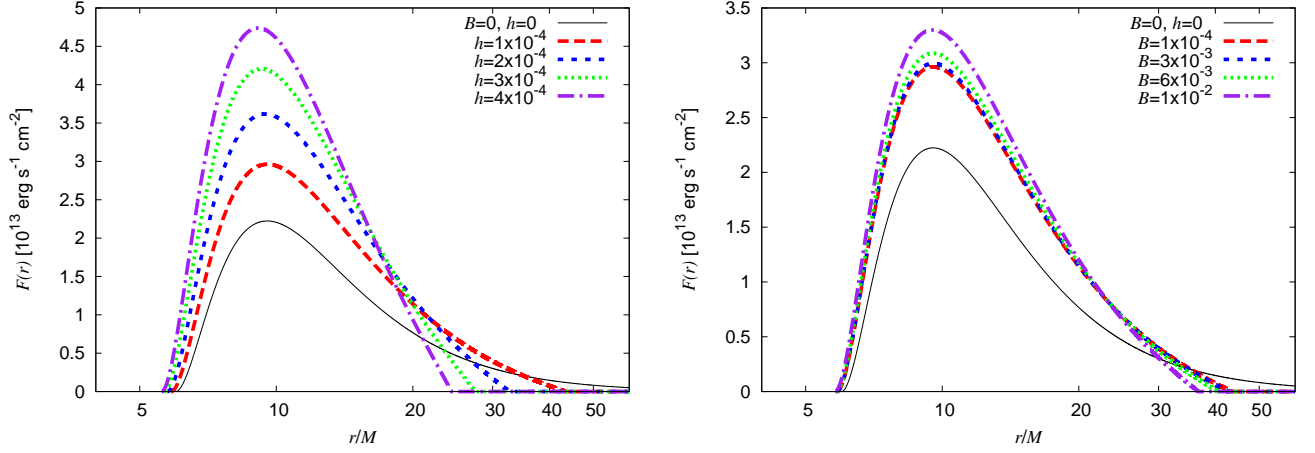 F(r) [10^13 erg s^-1 cm^-2]
5
4.5
4
3.5
3
2.5
2
1.5
1
0.5
0
B=0, h=0
h=1x10^-4
h=2x10^-4
h=3x10^-4
h=4x10^-4
5 10 20 30 40 50
r/M
F(r) [10^13 erg s^-1 cm^-2]
3.5
3
2.5
2
1.5
1
0.5
0
B=0, h=0
B=1x10^-4
B=3x10^-3
B=6x10^-3
B=1x10^-2
5 10 20 30 40 50
r/M